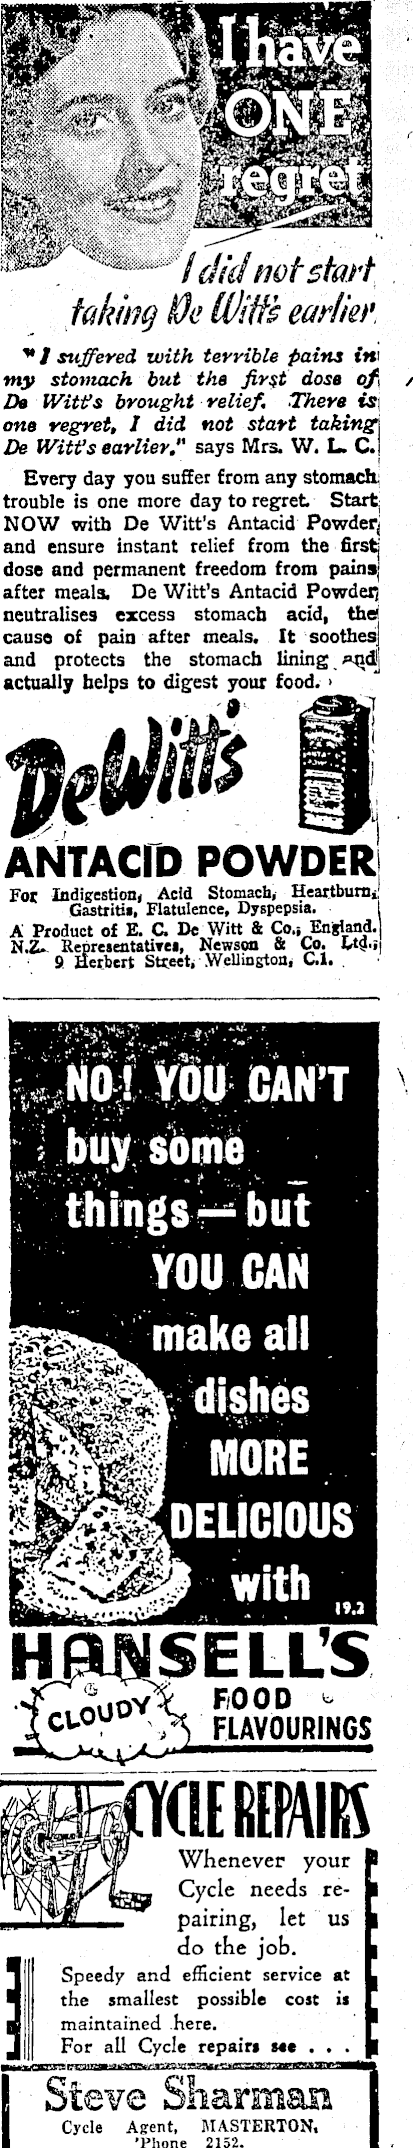 I have
ONE
regret
I did not start
taking De Witt's earlier
"I suffered with terrible pains in
my stomach but the first dose of
De Witt's brought relief. There is
one regret, I did not start taking
De Witt's earlier." says Mrs. W. L. C.
Every day you suffer from any stomach
trouble is one more day to regret. Start
NOW with De Witt's Antacid Powder
and ensure instant relief from the first
dose and permanent freedom from pains
after meals. De Witt's Antacid Powder
neutralises excess stomach acid, the
cause of pain after meals. It soothes
and protects the stomach lining and
actually helps to digest your food.
DeWitt's
ANTACID POWDER
For Indigestion, Acid Stomach, Heartburn,
Gastritis, Flatulence, Dyspepsia.
A Product of E. C. De Witt & Co., England.
N.Z. Representatives, Newson & Co. Ltd.,
9 Herbert Street, Wellington, C.1.
NO! YOU CAN'T
buy some
things — but
YOU CAN
make all
dishes
MORE
DELICIOUS
with
19.2
HANSELL'S
CLOUDY
FOOD
FLAVOURINGS
CYCLE REPAIRS
Whenever your
Cycle needs re-
pairing, let us
do the job.
Speedy and efficient service at
the smallest possible cost is
maintained here.
For all Cycle repairs see . . .
Steve Sharman
Cycle Agent, MASTERTON,
'Phone 2152.